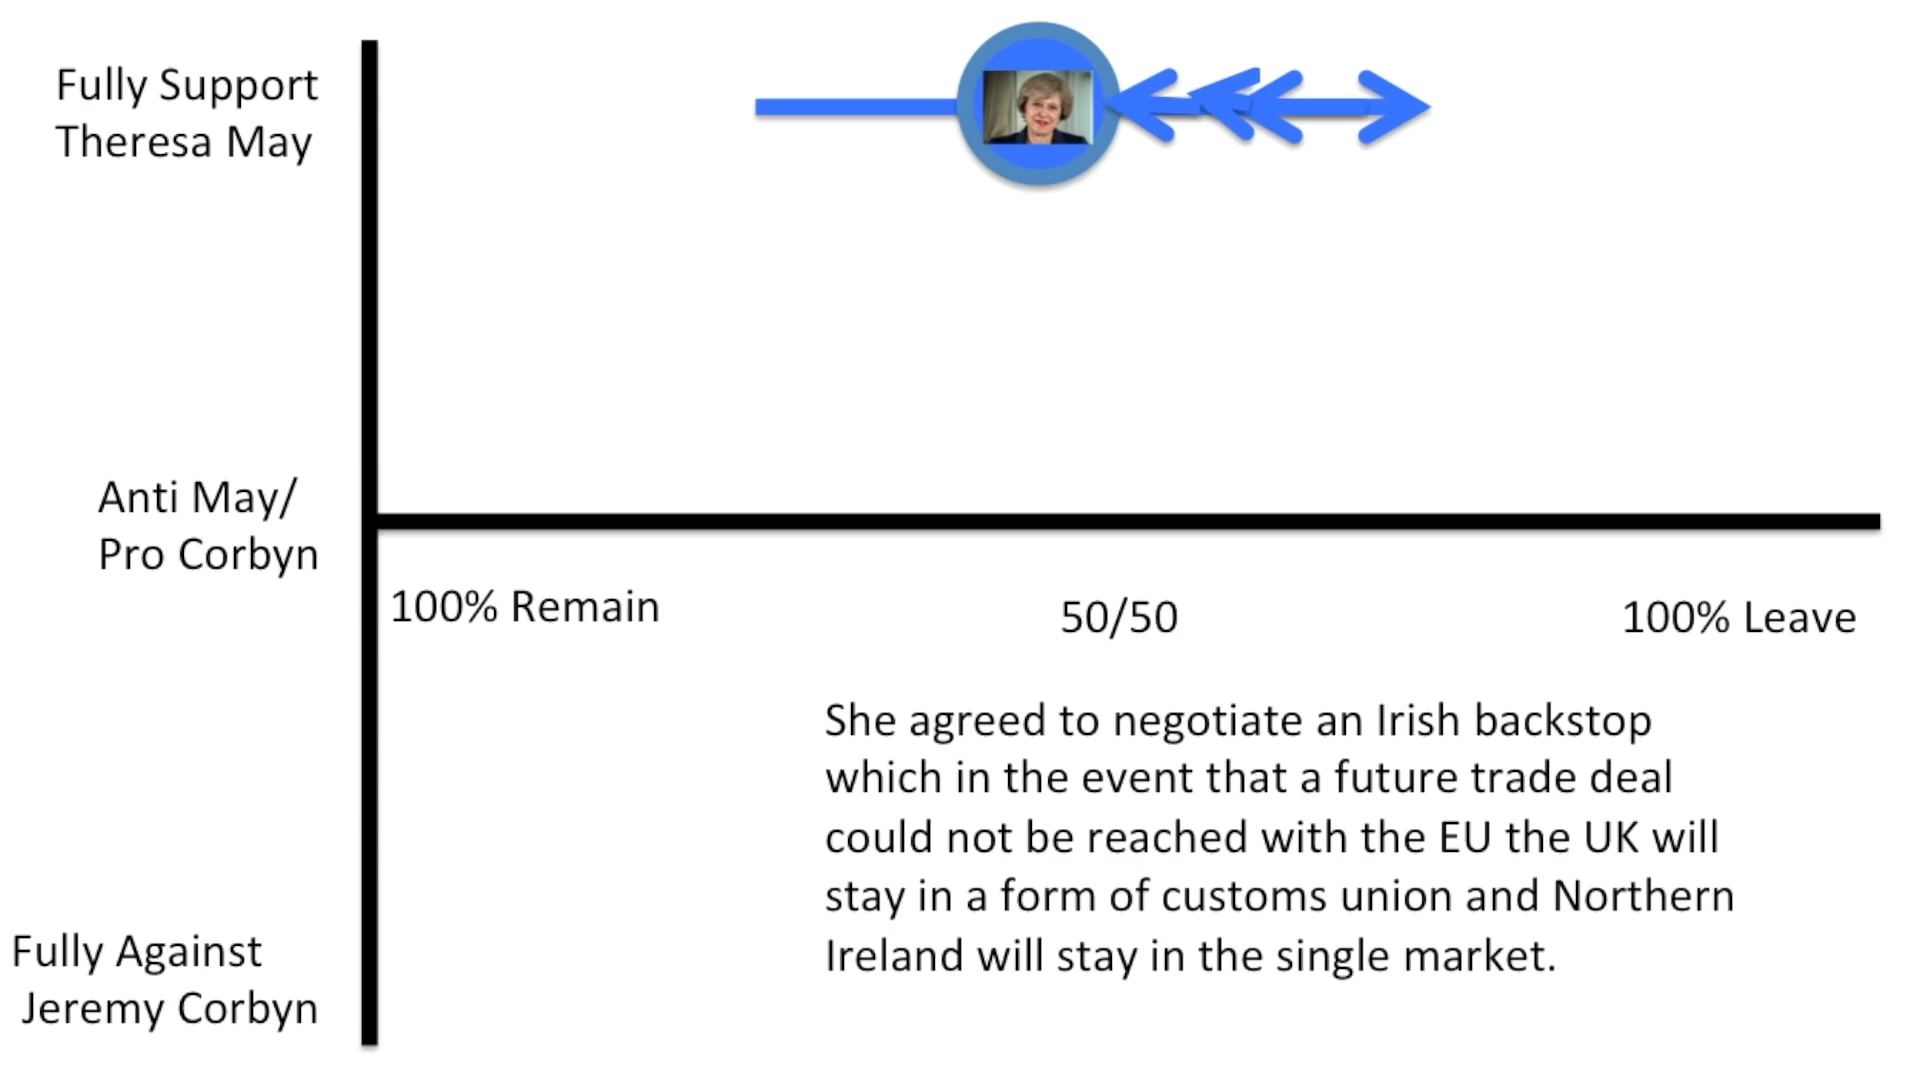 Fully Support
Theresa May
Anti May/
Pro Corbyn
100% Remain
50/50
100% Leave
She agreed to negotiate an Irish backstop
which in the event that a future trade deal
could not be reached with the EU the UK will
stay in a form of customs union and Northern
Ireland will stay in the single market.
Fully Against
Jeremy Corbyn